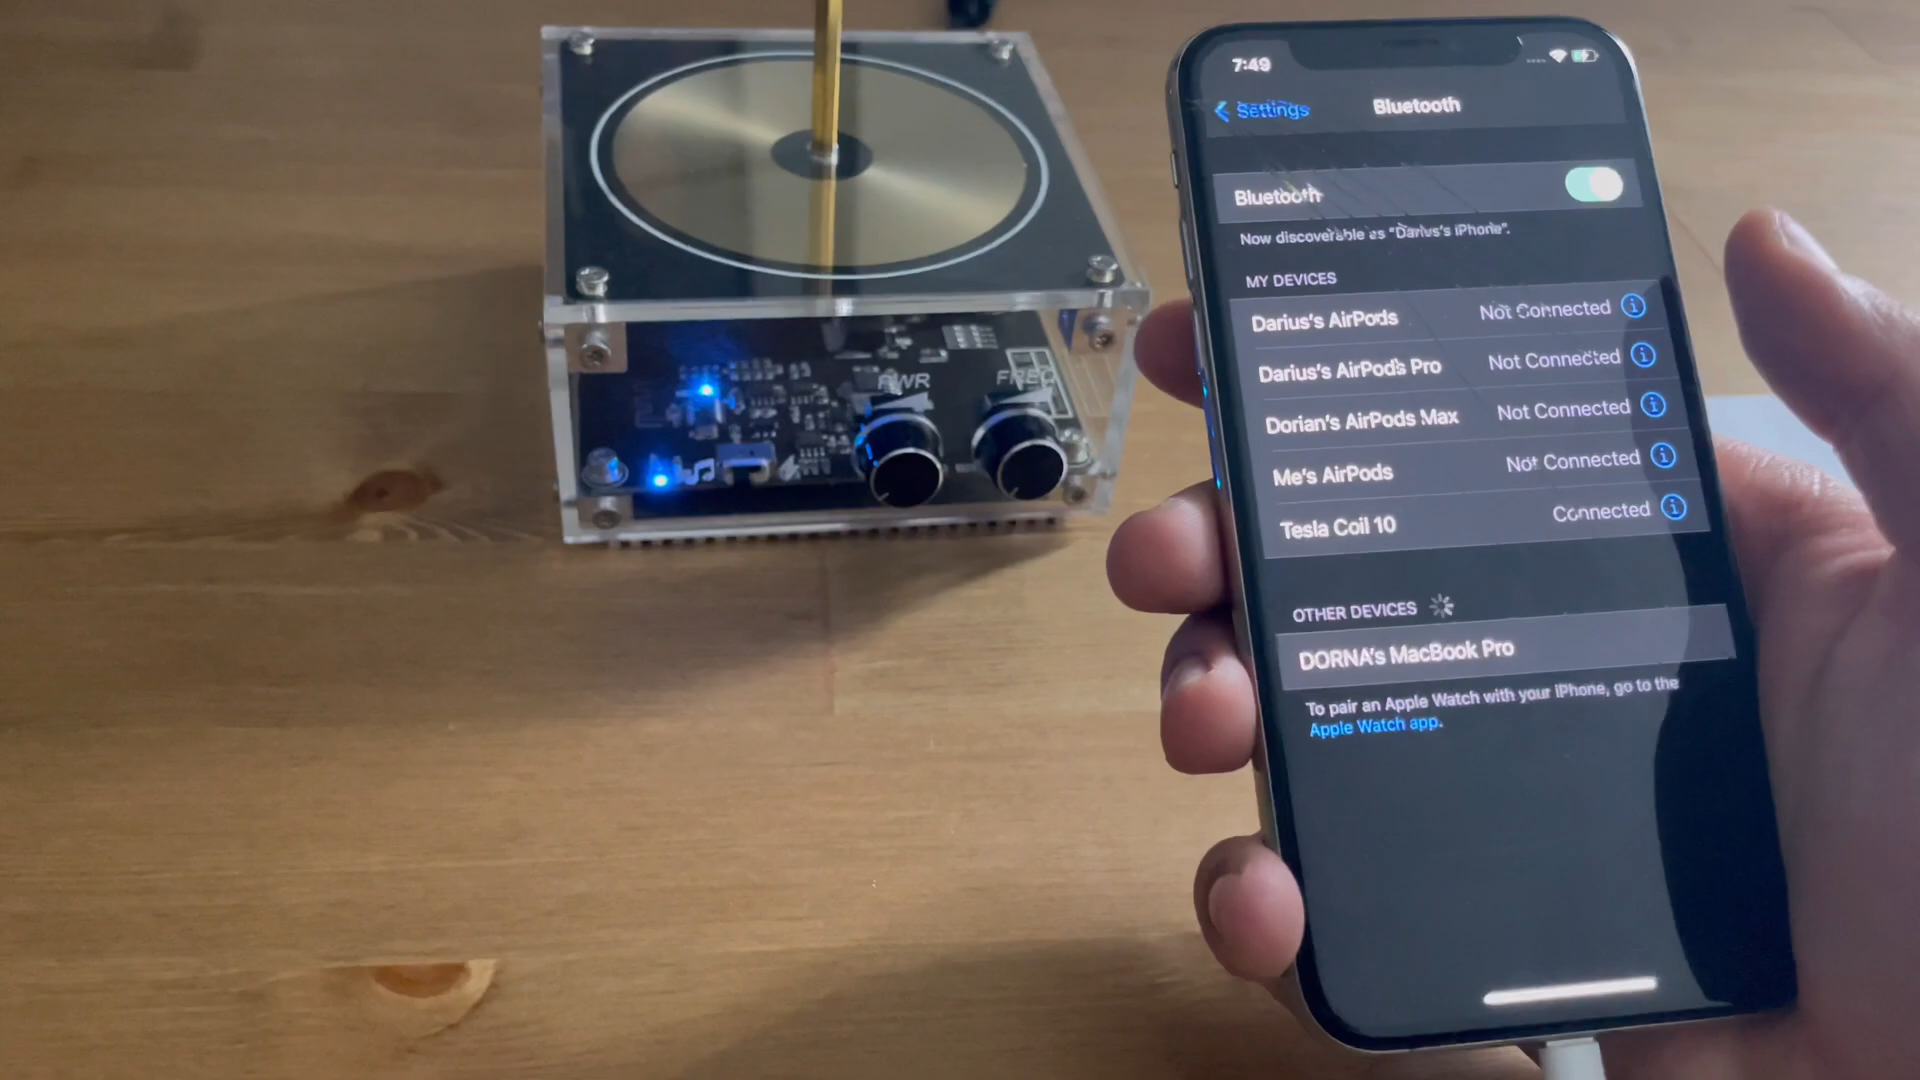 7:49
Settings
Bluetooth
Bluetooth
Now discoverable as “Darius’s iPhone”.
MY DEVICES
Darius’s AirPods Not Connected
Darius’s AirPods Pro Not Connected
Dorian’s AirPods Max Not Connected
Me’s AirPods Not Connected
Tesla Coil 10 Connected
OTHER DEVICES
DORNA’s MacBook Pro
To pair an Apple Watch with your iPhone, go to the
Apple Watch app.
PWR
FREQ